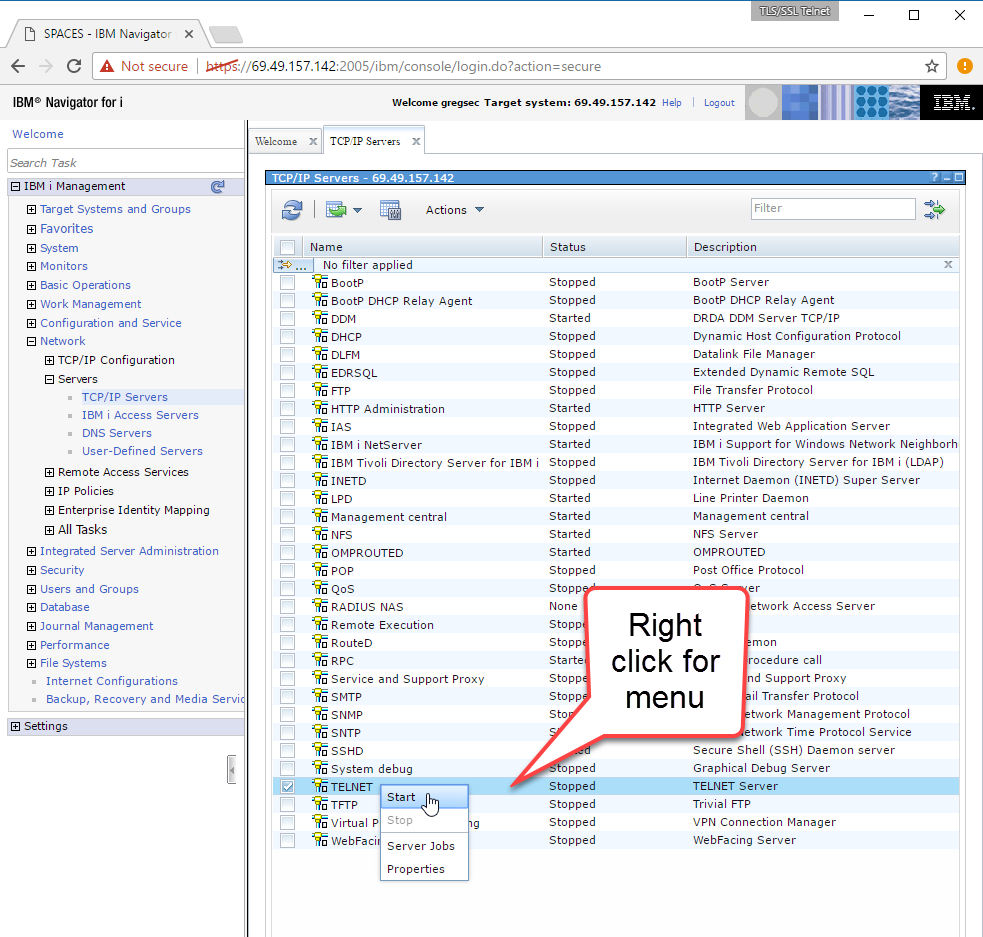 TLS/SSL Telnet
SPACES - IBM Navigator
Not secure https://69.49.157.142:2005/ibm/console/login.do?action=secure
IBM® Navigator for i
Welcome gregsec Target system: 69.49.157.142 Help Logout IBM.
Welcome
Search Task
IBM i Management
Target Systems and Groups
Favorites
System
Monitors
Basic Operations
Work Management
Configuration and Service
Network
TCP/IP Configuration
Servers
TCP/IP Servers
IBM i Access Servers
DNS Servers
User-Defined Servers
Remote Access Services
IP Policies
Enterprise Identity Mapping
All Tasks
Integrated Server Administration
Security
Users and Groups
Database
Journal Management
Performance
File Systems
Internet Configurations
Backup, Recovery and Media Servic
Settings
Welcome TCP/IP Servers
TCP/IP Servers - 69.49.157.142
Actions Filter
Name Status Description
No filter applied
BootP Stopped BootP Server
BootP DHCP Relay Agent Stopped BootP DHCP Relay Agent
DDM Started DRDA DDM Server TCP/IP
DHCP Stopped Dynamic Host Configuration Protocol
DLFM Stopped Datalink File Manager
EDRSQL Stopped Extended Dynamic Remote SQL
FTP Stopped File Transfer Protocol
HTTP Administration Started HTTP Server
IAS Stopped Integrated Web Application Server
IBM i NetServer Started IBM i Support for Windows Network Neighborh
IBM Tivoli Directory Server for IBM i Stopped IBM Tivoli Directory Server for IBM i (LDAP)
INETD Stopped Internet Daemon (INETD) Super Server
LPD Started Line Printer Daemon
Management central Started Management central
NFS Started NFS Server
OMPROUTED Started OMPROUTED
POP Stopped Post Office Protocol
QoS Stopped QoS Server
RADIUS NAS None etwork Access Server
Remote Execution Stoppe
RouteD Stoppe emon
RPC Starte rocedure call
Service and Support Proxy Stoppe and Support Proxy
SMTP Stop ail Transfer Protocol
SNMP Stop etwork Management Protocol
SNTP Stop etwork Time Protocol Service
SSHD ed Secure Shell (SSH) Daemon server
System debug Stopped Graphical Debug Server
TELNET Stopped TELNET Server
TFTP Stopped Trivial FTP
Virtual P ng Stopped VPN Connection Manager
WebFaci Stopped WebFacing Server
Start
Stop
Server Jobs
Properties
Right
click for
menu